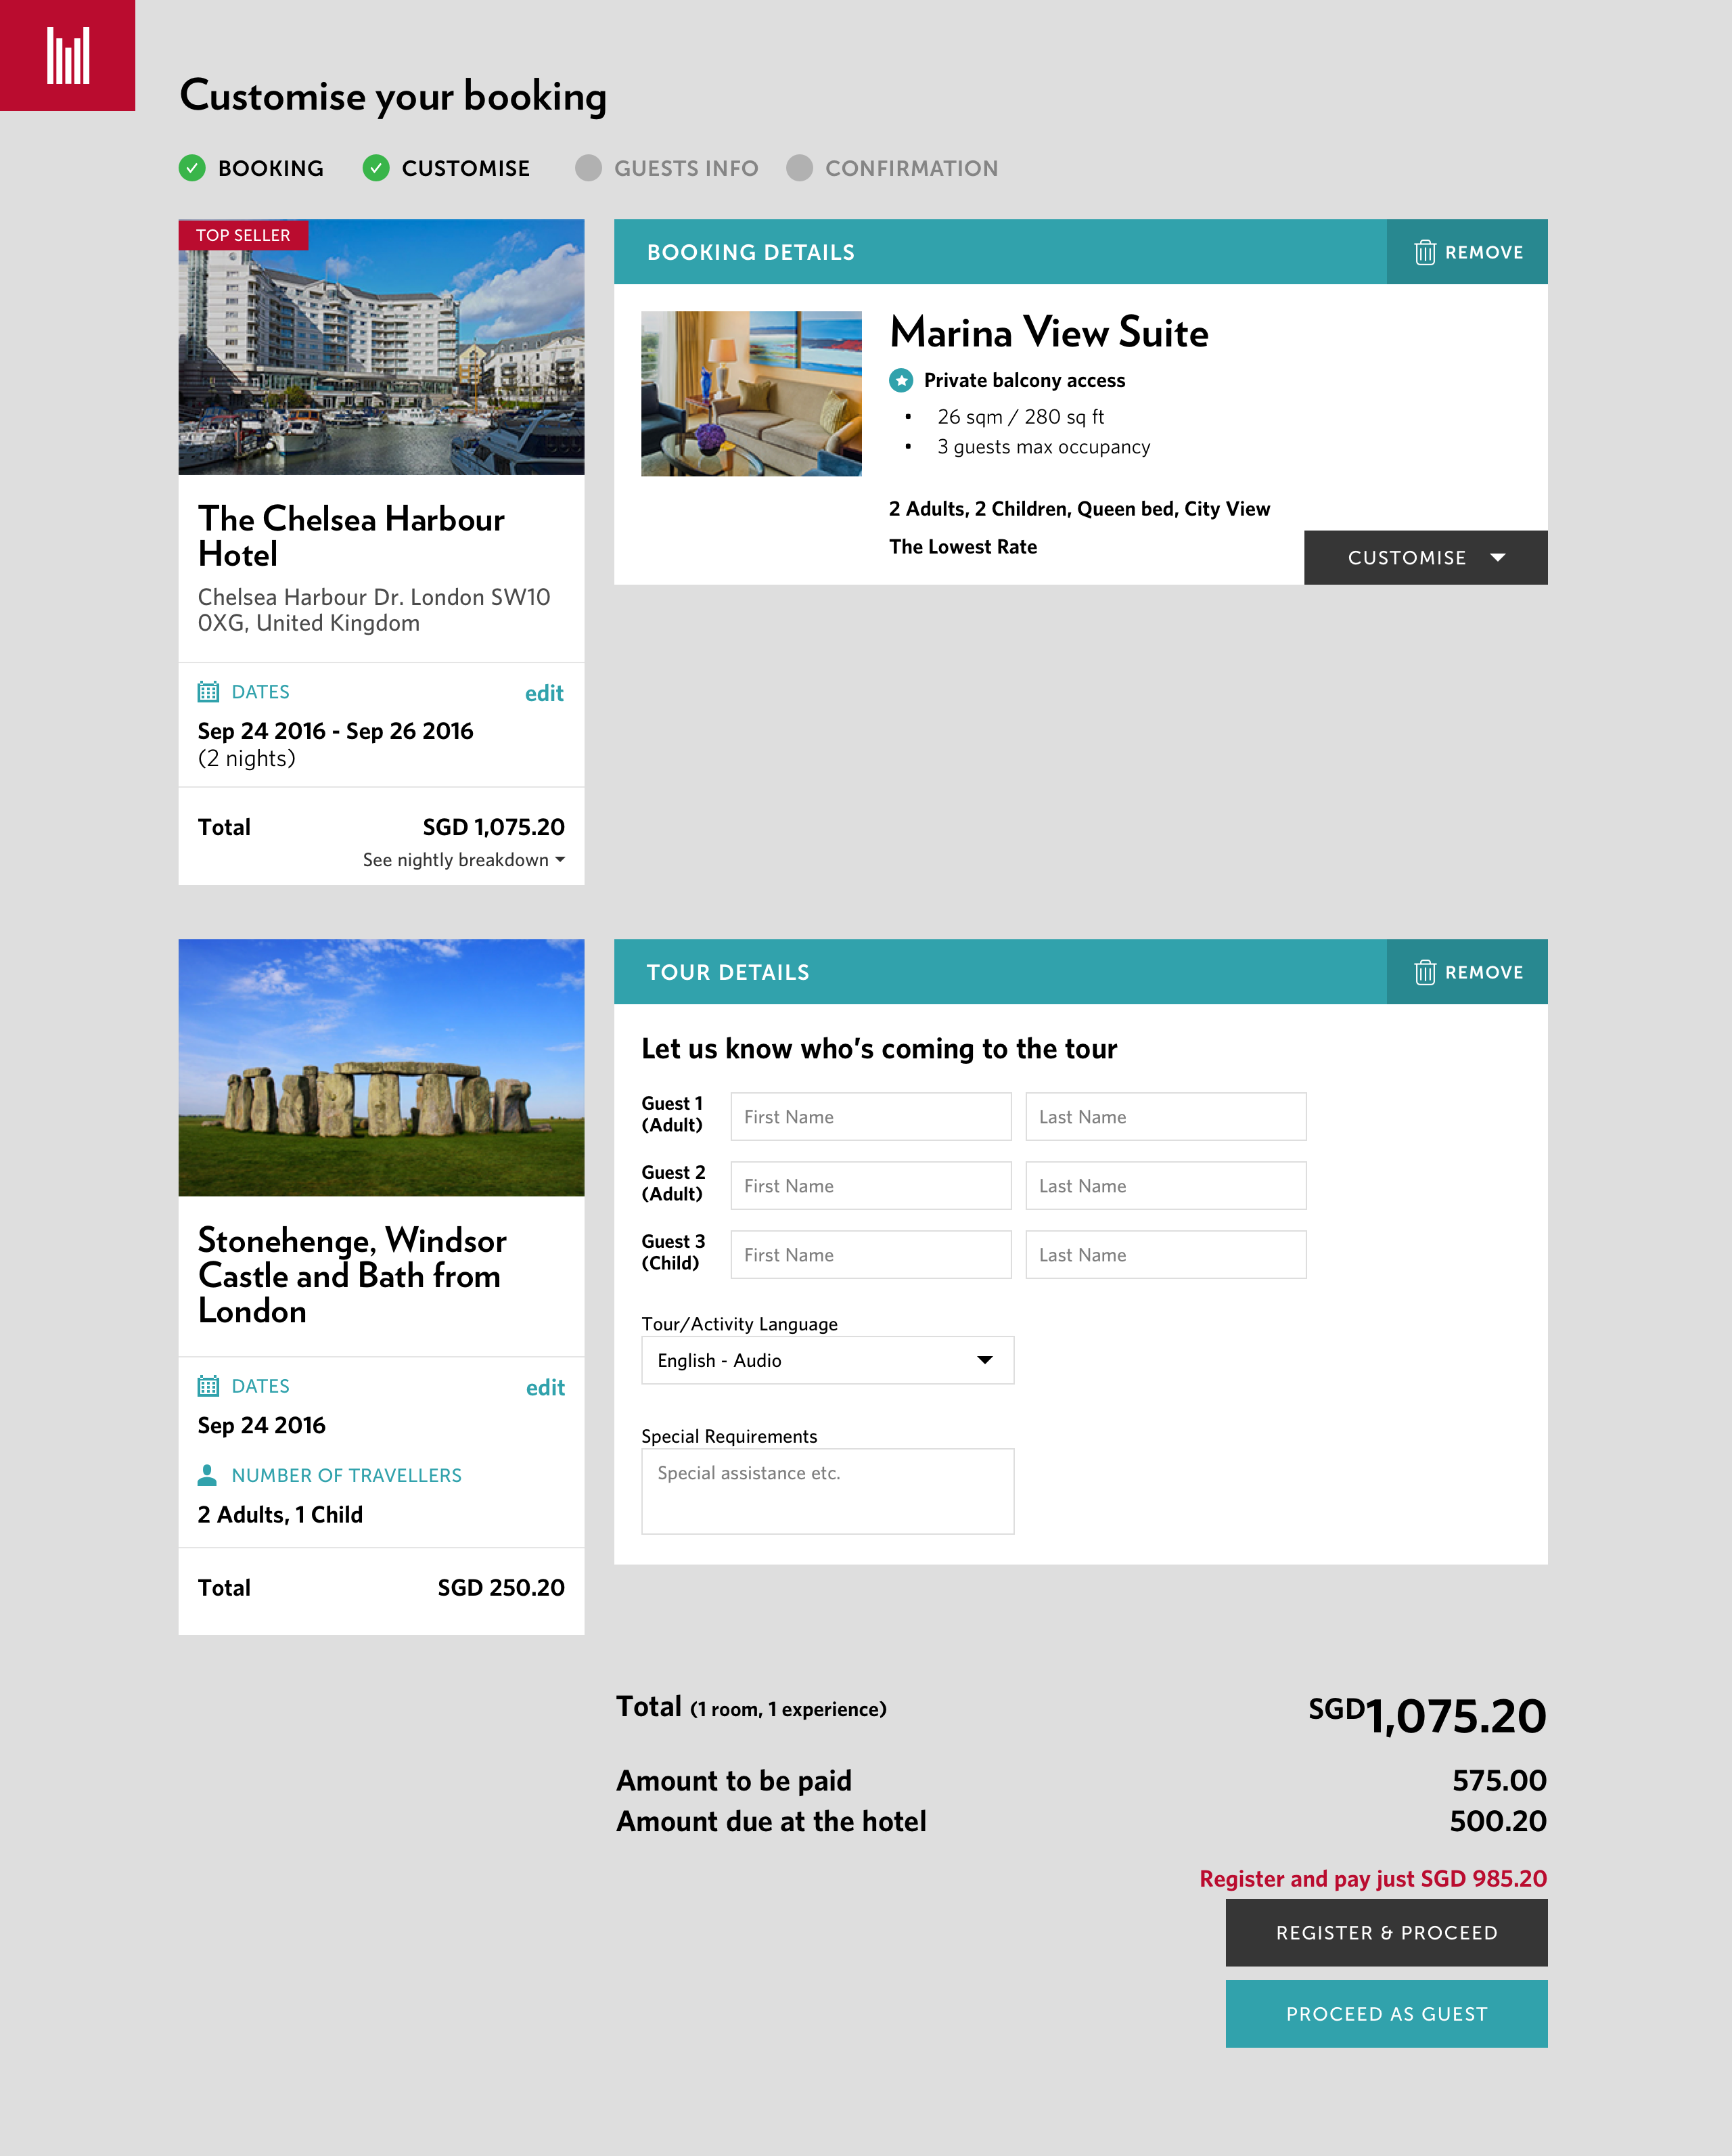 Customise your booking
BOOKING
CUSTOMISE
GUESTS INFO
CONFIRMATION
TOP SELLER
The Chelsea Harbour
Hotel
Chelsea Harbour Dr. London SW10
0XG, United Kingdom
DATES
edit
Sep 24 2016 - Sep 26 2016
(2 nights)
Total
SGD 1,075.20
See nightly breakdown
BOOKING DETAILS
REMOVE
Marina View Suite
Private balcony access
26 sqm / 280 sq ft
3 guests max occupancy
2 Adults, 2 Children, Queen bed, City View
The Lowest Rate
CUSTOMISE
Stonehenge, Windsor
Castle and Bath from
London
DATES
edit
Sep 24 2016
NUMBER OF TRAVELLERS
2 Adults, 1 Child
Total
SGD 250.20
TOUR DETAILS
REMOVE
Let us know who's coming to the tour
Guest 1
(Adult)
First Name
Last Name
Guest 2
(Adult)
First Name
Last Name
Guest 3
(Child)
First Name
Last Name
Tour/Activity Language
English - Audio
Special Requirements
Special assistance etc.
Total (1 room, 1 experience)
SGD1,075.20
Amount to be paid
575.00
Amount due at the hotel
500.20
Register and pay just SGD 985.20
REGISTER & PROCEED
PROCEED AS GUEST